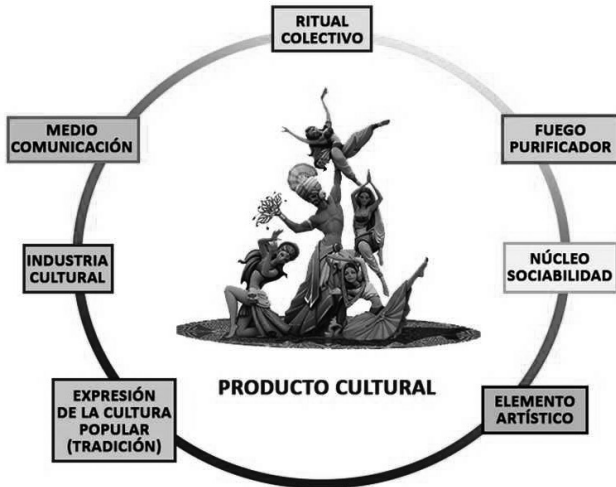 RITUAL
COLECTIVO
MEDIO
COMUNICACIÓN
FUEGO
PURIFICADOR
INDUSTRIA
CULTURAL
NÚCLEO
SOCIABILIDAD
PRODUCTO CULTURAL
EXPRESIÓN
DE LA CULTURA
POPULAR
(TRADICIÓN)
ELEMENTO
ARTÍSTICO